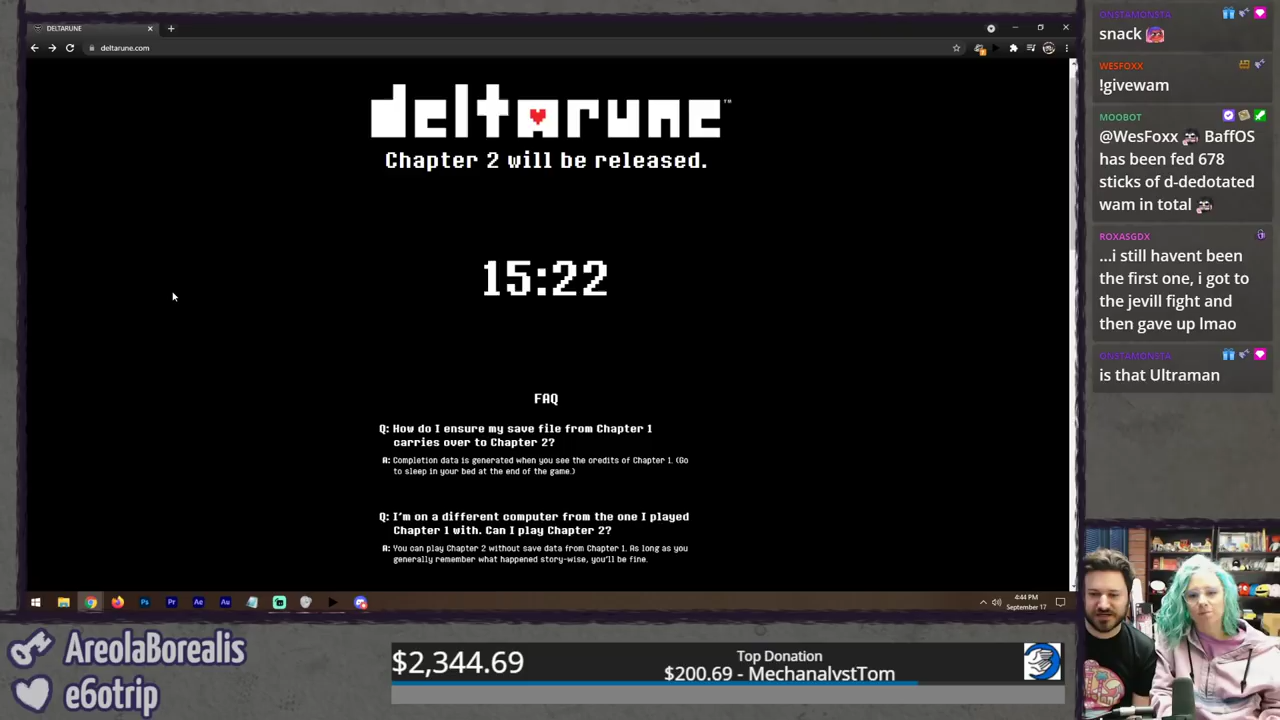 DELTARUNE
deltarune.com
deltarune™
Chapter 2 will be released.
15:22
FAQ
Q: How do I ensure my save file from Chapter 1
carries over to Chapter 2?
A: Completion data is generated when you see the credits of Chapter 1. (Go
to sleep in your bed at the end of the game.)
Q: I'm on a different computer from the one I played
Chapter 1 with. Can I play Chapter 2?
A: You can play Chapter 2 without save data from Chapter 1. As long as you
generally remember what happened story-wise, you'll be fine.
Ps
Pr
Ae
Au
4:44 PM
September 17
ONSTAMONSTA
snack
WESFOXX
!givewam
MOOBOT
@WesFoxx BaffOS
has been fed 678
sticks of d-dedotated
wam in total
ROXASGDX
...i still havent been
the first one, i got to
the jevill fight and
then gave up lmao
ONSTAMONSTA
is that Ultraman
AreolaBorealis
e6otrip
$2,344.69
Top Donation
$200.69 - MechanalystTom